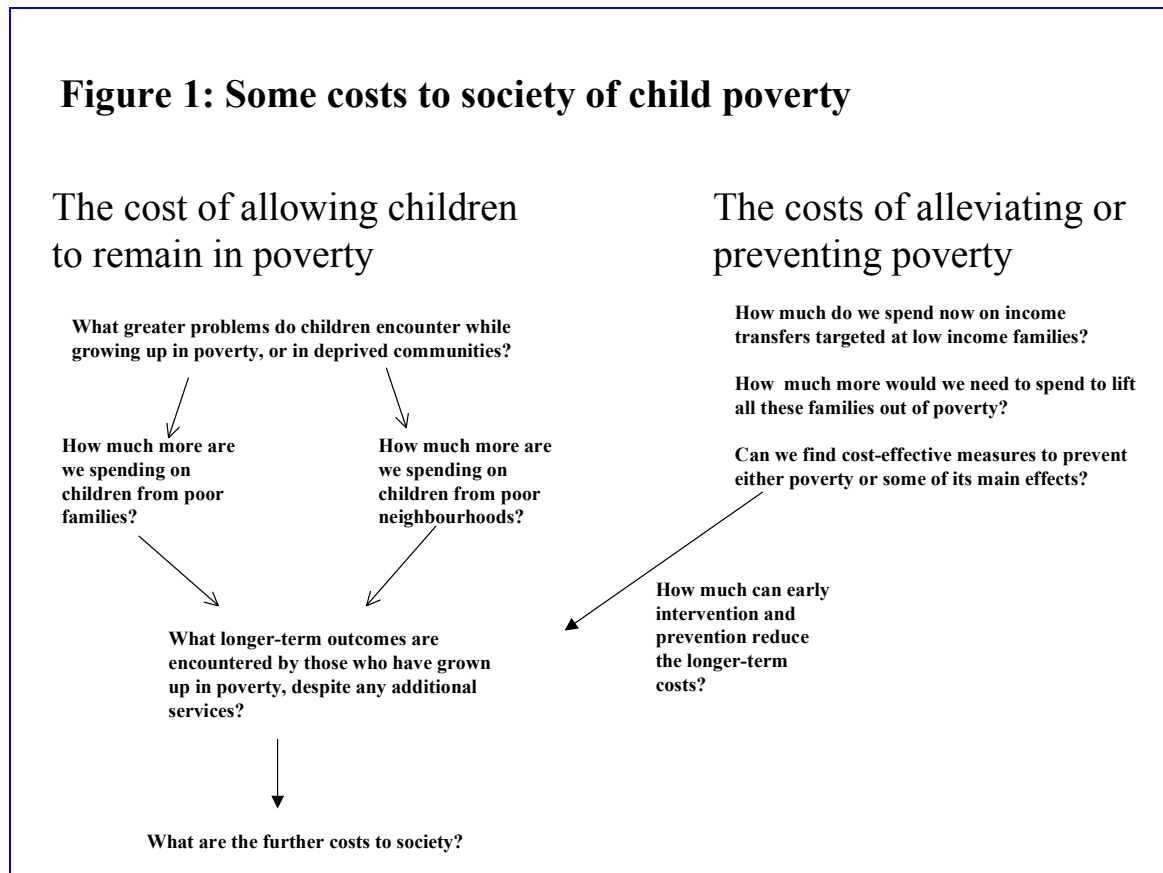 Figure 1: Some costs to society of child poverty
The cost of allowing children
to remain in poverty
What greater problems do children encounter while
growing up in poverty, or in deprived communities?
How much more are
we spending on
children from poor
families?
How much more are
we spending on
children from poor
neighbourhoods?
What longer-term outcomes are
encountered by those who have grown
up in poverty, despite any additional
services?
What are the further costs to society?
The costs of alleviating or
preventing poverty
How much do we spend now on income
transfers targeted at low income families?
How much more would we need to spend to lift
all these families out of poverty?
Can we find cost-effective measures to prevent
either poverty or some of its main effects?
How much can early
intervention and
prevention reduce
the longer-term
costs?